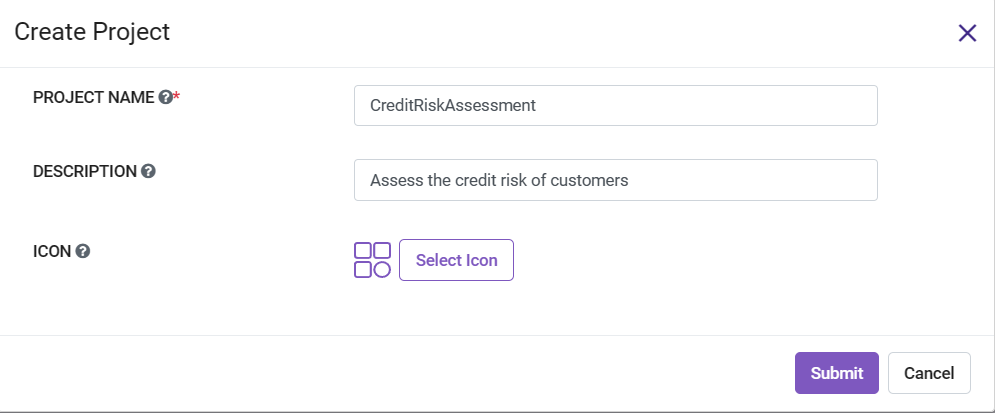 Create Project
PROJECT NAME ?*
CreditRiskAssessment
DESCRIPTION ?
Assess the credit risk of customers
ICON ?
Select Icon
Submit
Cancel